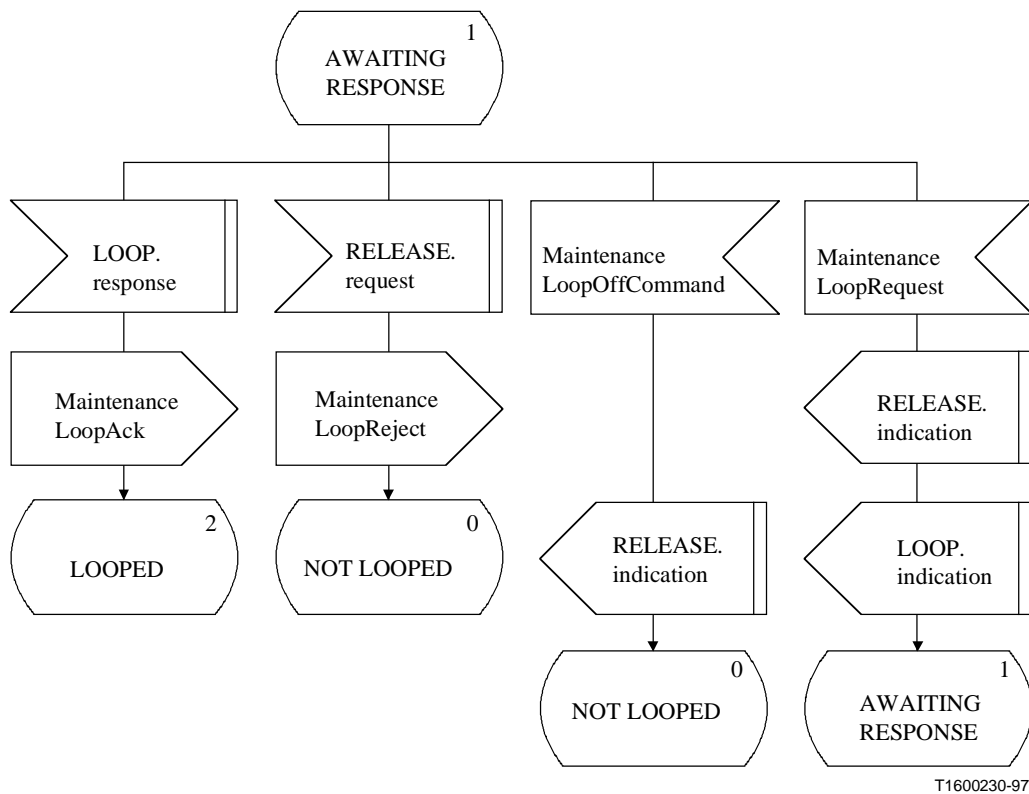 1
AWAITING
RESPONSE
LOOP.
response
RELEASE.
request
Maintenance
LoopOffCommand
Maintenance
LoopRequest
Maintenance
LoopAck
Maintenance
LoopReject
RELEASE.
indication
2
LOOPED
0
NOT LOOPED
RELEASE.
indication
LOOP.
indication
0
NOT LOOPED
1
AWAITING
RESPONSE
T1600230-97